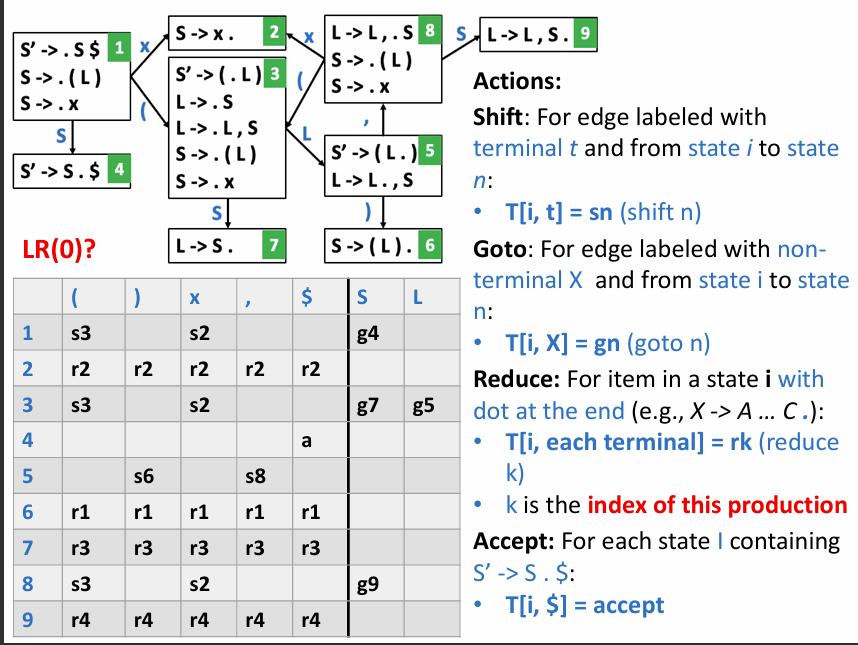 S' -> . S $ 1
S -> . ( L )
S -> . x
x
(
S
S' -> S . $ 4
S -> x . 2
S' -> ( . L ) 3
L -> . S
L -> . L , S
S -> . ( L )
S -> . x
S
L -> S . 7
x
(
L
L -> L , . S 8
S -> . ( L )
S -> . x
,
S' -> ( L . ) 5
L -> L . , S
)
S -> ( L ) . 6
S
L -> L , S . 9
LR(0)?
( ) x , $ S L
1 s3 s2 g4
2 r2 r2 r2 r2 r2
3 s3 s2 g7 g5
4 a
5 s6 s8
6 r1 r1 r1 r1 r1
7 r3 r3 r3 r3 r3
8 s3 s2 g9
9 r4 r4 r4 r4 r4
Actions:
Shift: For edge labeled with
terminal t and from state i to state
n:
• T[i, t] = sn (shift n)
Goto: For edge labeled with non-
terminal X and from state i to state
n:
• T[i, X] = gn (goto n)
Reduce: For item in a state i with
dot at the end (e.g., X -> A ... C .):
• T[i, each terminal] = rk (reduce
k)
• k is the index of this production
Accept: For each state I containing
S' -> S . $:
• T[i, $] = accept